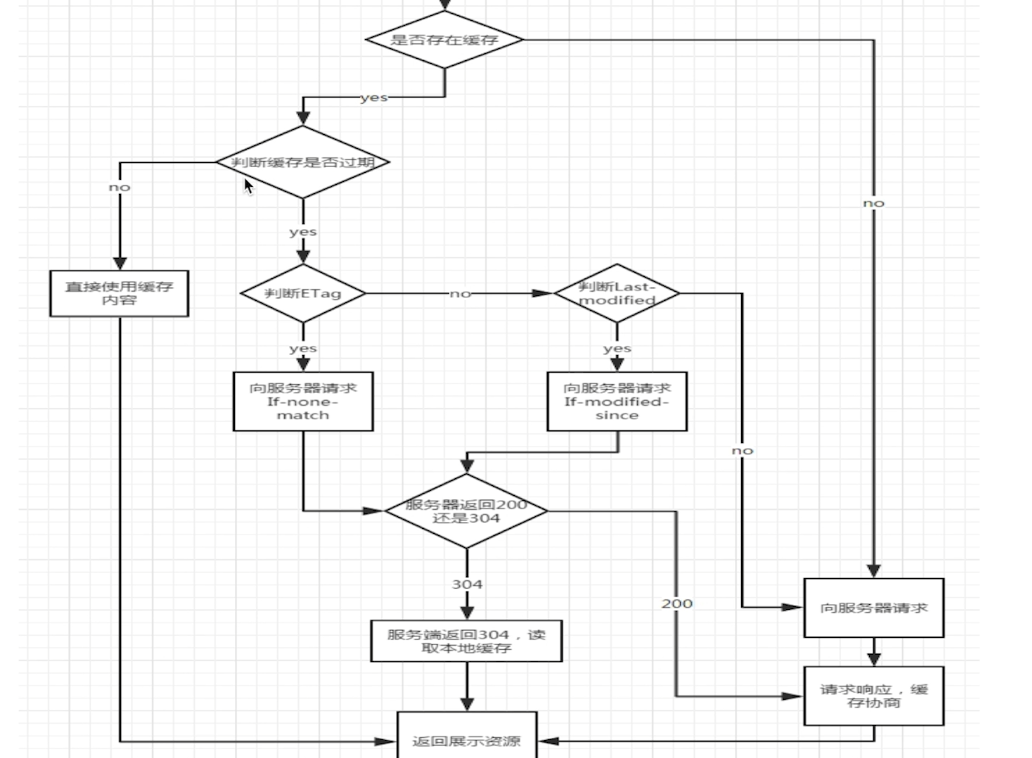 是否存在缓存
yes
判断缓存是否过期
no
no
yes
直接使用缓存
内容
判断ETag
no
判断Last-
modified
yes
yes
向服务器请求
If-none-
match
向服务器请求
If-modified-
since
no
服务器返回200
还是304
304
200
向服务器请求
服务端返回304，读
取本地缓存
请求响应，缓
存协商
返回展示资源